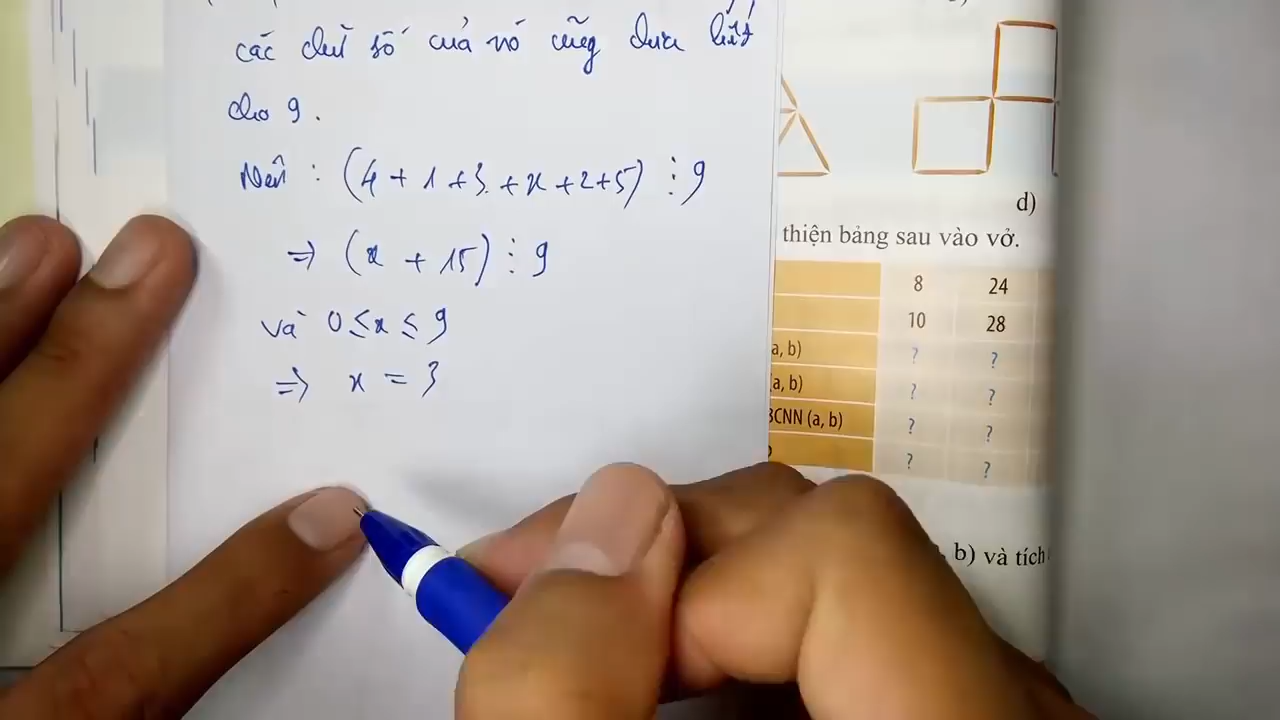 các chữ số của nó cũng chia hết
cho 9.
Nên : (4 + 1 + 3 + x + 2 + 5) ⋮ 9
=> (x + 15) ⋮ 9
và 0 ≤ x ≤ 9
=> x = 3
d)
thiện bảng sau vào vở.
8 24
10 28
a, b) ? ?
(a, b) ? ?
BCNN (a, b) ? ?
? ?
b) và tích